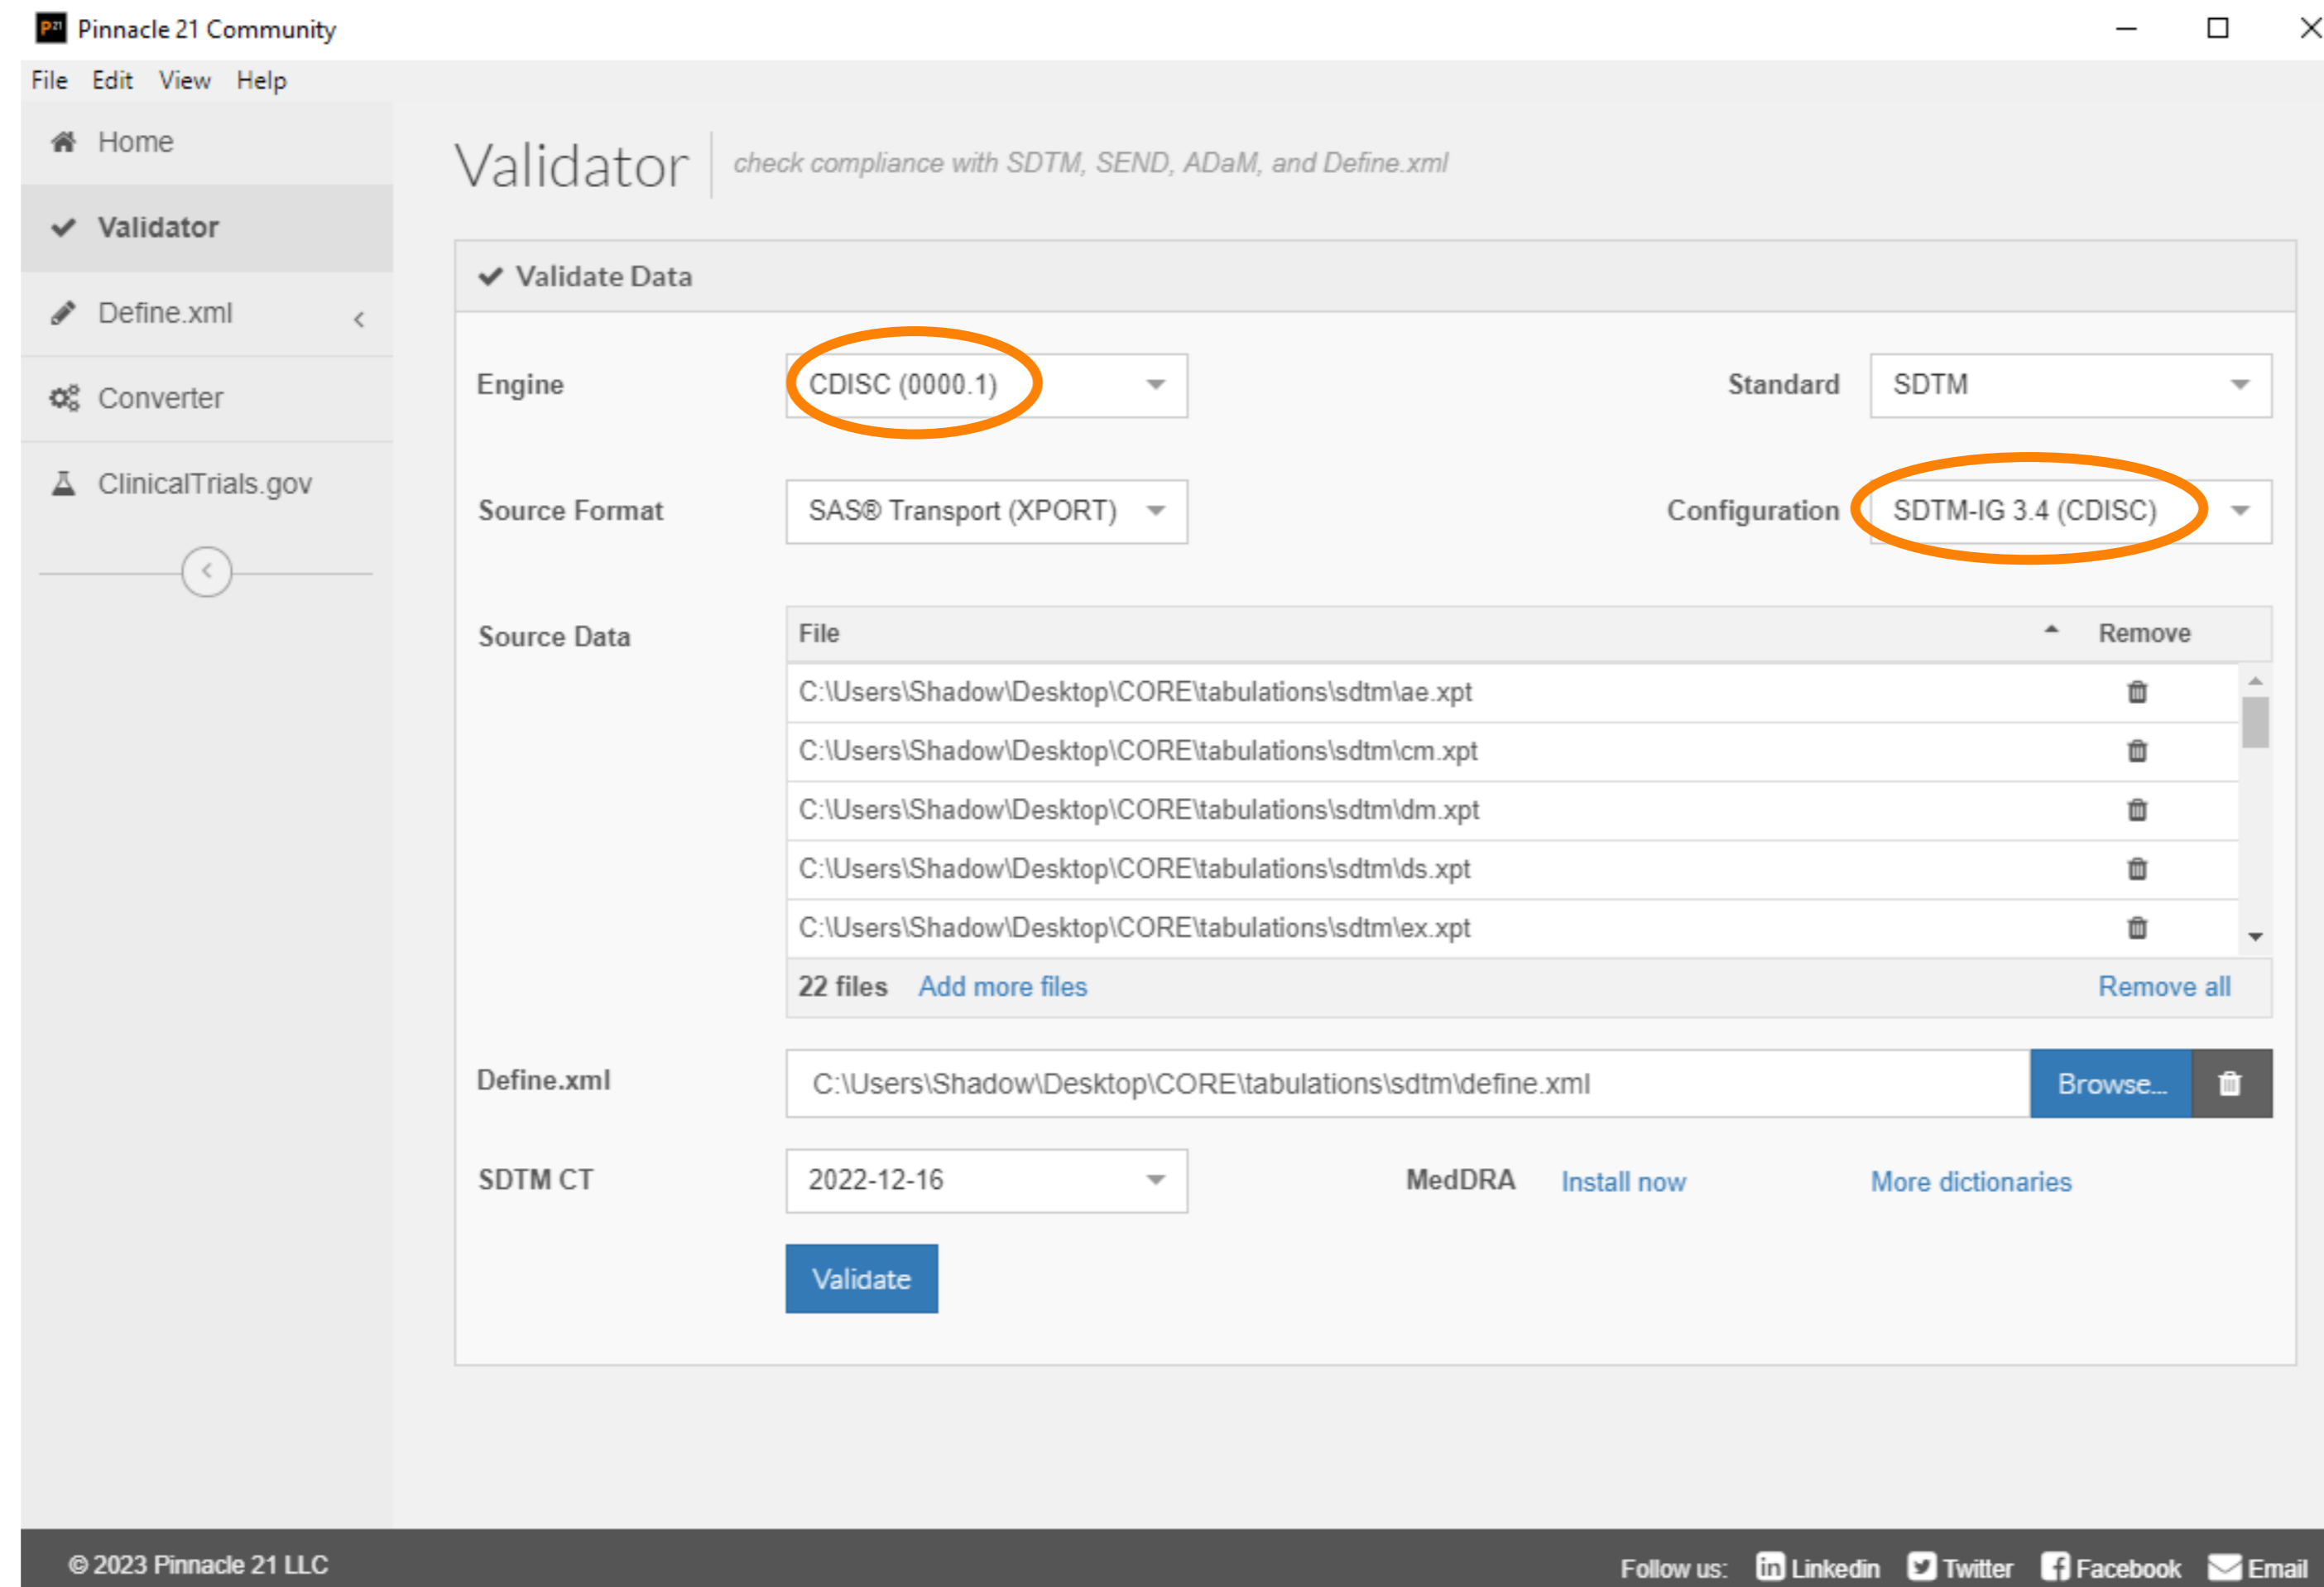 P21 Pinnacle 21 Community
File Edit View Help
Home
Validator
Define.xml
Converter
ClinicalTrials.gov
Validator check compliance with SDTM, SEND, ADaM, and Define.xml
Validate Data
Engine CDISC (0000.1) Standard SDTM
Source Format SAS® Transport (XPORT) Configuration SDTM-IG 3.4 (CDISC)
Source Data File Remove
C:\Users\Shadow\Desktop\CORE\tabulations\sdtm\ae.xpt
C:\Users\Shadow\Desktop\CORE\tabulations\sdtm\cm.xpt
C:\Users\Shadow\Desktop\CORE\tabulations\sdtm\dm.xpt
C:\Users\Shadow\Desktop\CORE\tabulations\sdtm\ds.xpt
C:\Users\Shadow\Desktop\CORE\tabulations\sdtm\ex.xpt
22 files Add more files Remove all
Define.xml C:\Users\Shadow\Desktop\CORE\tabulations\sdtm\define.xml Browse...
SDTM CT 2022-12-16 MedDRA Install now More dictionaries
Validate
© 2023 Pinnacle 21 LLC Follow us: in Linkedin Twitter f Facebook Email